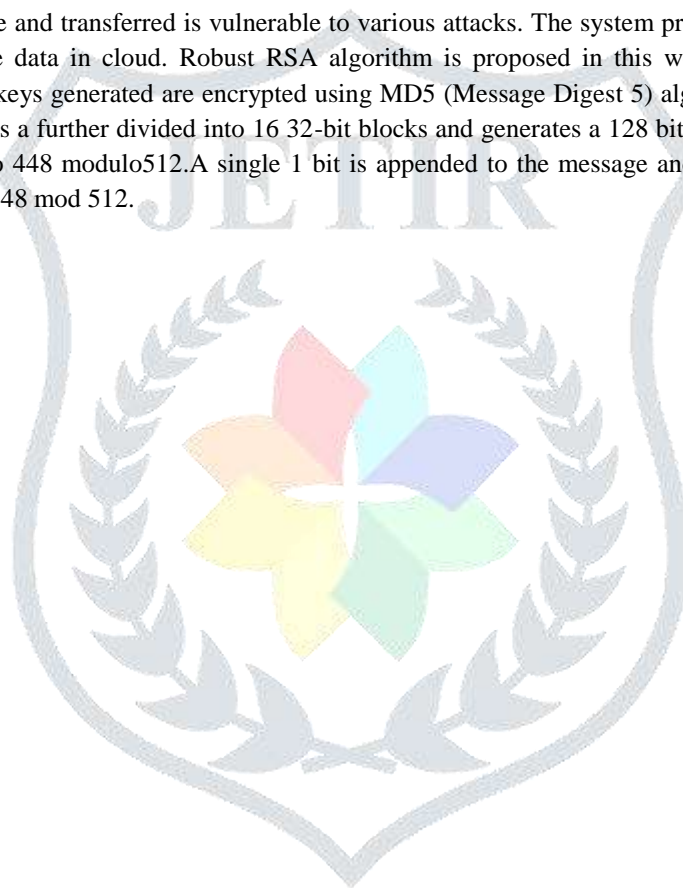 e and transferred is vulnerable to various attacks. The system pr
e data in cloud. Robust RSA algorithm is proposed in this w
keys generated are encrypted using MD5 (Message Digest 5) al
s a further divided into 16 32-bit blocks and generates a 128 bit
o 448 modulo512.A single 1 bit is appended to the message and
48 mod 512.
JETIR